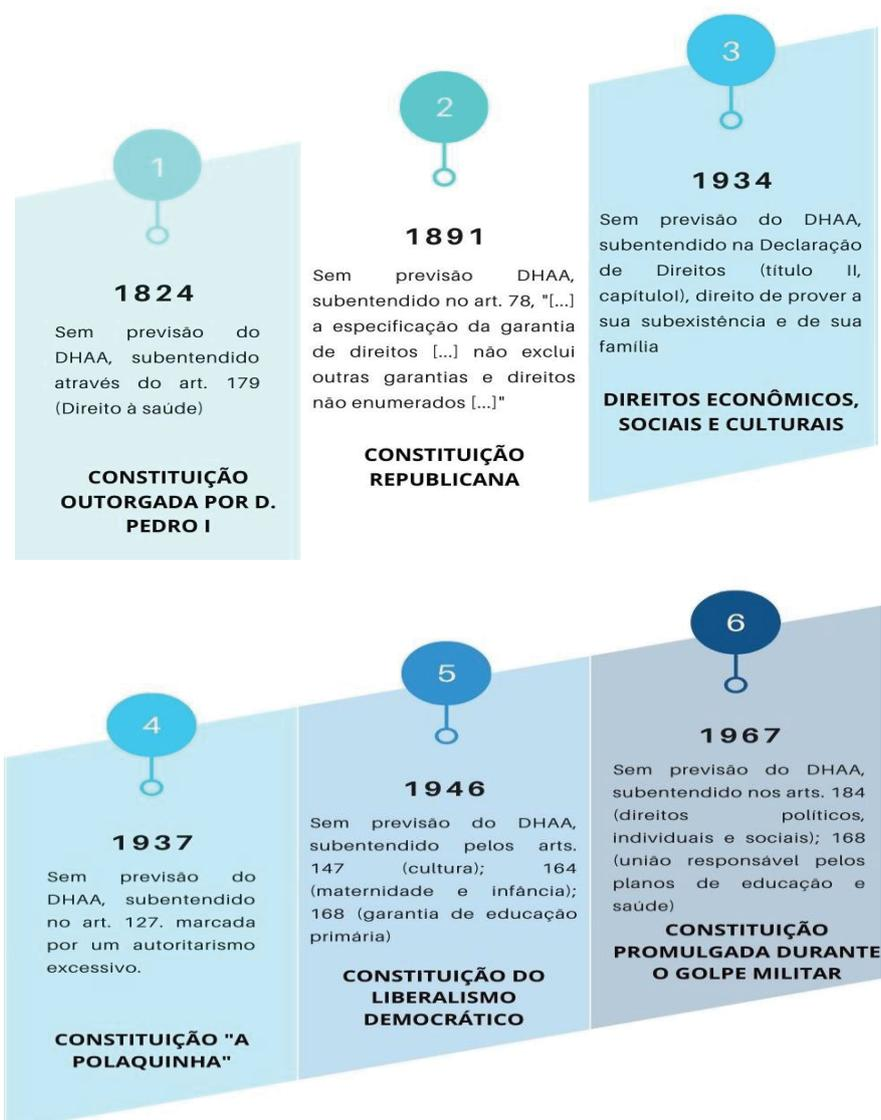 1
1824
Sem previsão do
DHAA, subentendido
através do art. 179
(Direito à saúde)
CONSTITUIÇÃO
OUTORGADA POR D.
PEDRO I
2
1891
Sem previsão DHAA,
subentendido no art. 78, "[...]
a especificação da garantia
de direitos [...] não exclui
outras garantias e direitos
não enumerados [...]"
CONSTITUIÇÃO
REPUBLICANA
3
1934
Sem previsão do DHAA,
subentendido na Declaração
de Direitos (título II,
capítuloI), direito de prover a
sua subexistência e de sua
família
DIREITOS ECONÔMICOS,
SOCIAIS E CULTURAIS
4
1937
Sem previsão do
DHAA, subentendido
no art. 127. marcada
por um autoritarismo
excessivo.
CONSTITUIÇÃO "A
POLAQUINHA"
5
1946
Sem previsão do DHAA,
subentendido pelos arts.
147 (cultura); 164
(maternidade e infância);
168 (garantia de educação
primária)
CONSTITUIÇÃO DO
LIBERALISMO
DEMOCRÁTICO
6
1967
Sem previsão do DHAA,
subentendido nos arts. 184
(direitos políticos,
individuais e sociais); 168
(união responsável pelos
planos de educação e
saúde)
CONSTITUIÇÃO
PROMULGADA DURANTE
O GOLPE MILITAR